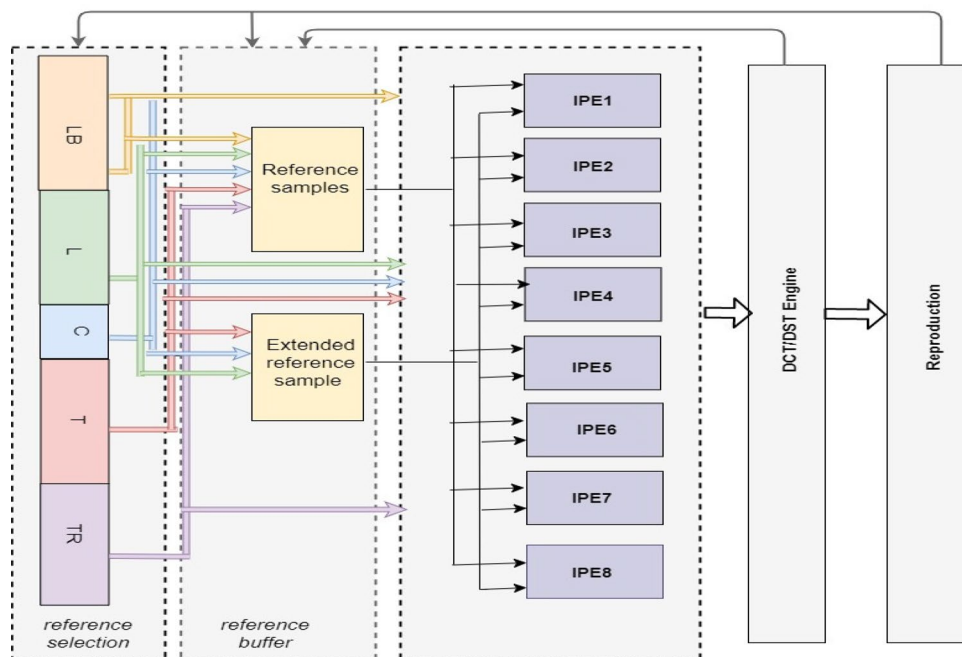 LB
L
C
T
TR
reference
selection
Reference
samples
Extended
reference
sample
reference
buffer
IPE1
IPE2
IPE3
IPE4
IPE5
IPE6
IPE7
IPE8
DCT/DST Engine
Reproduction